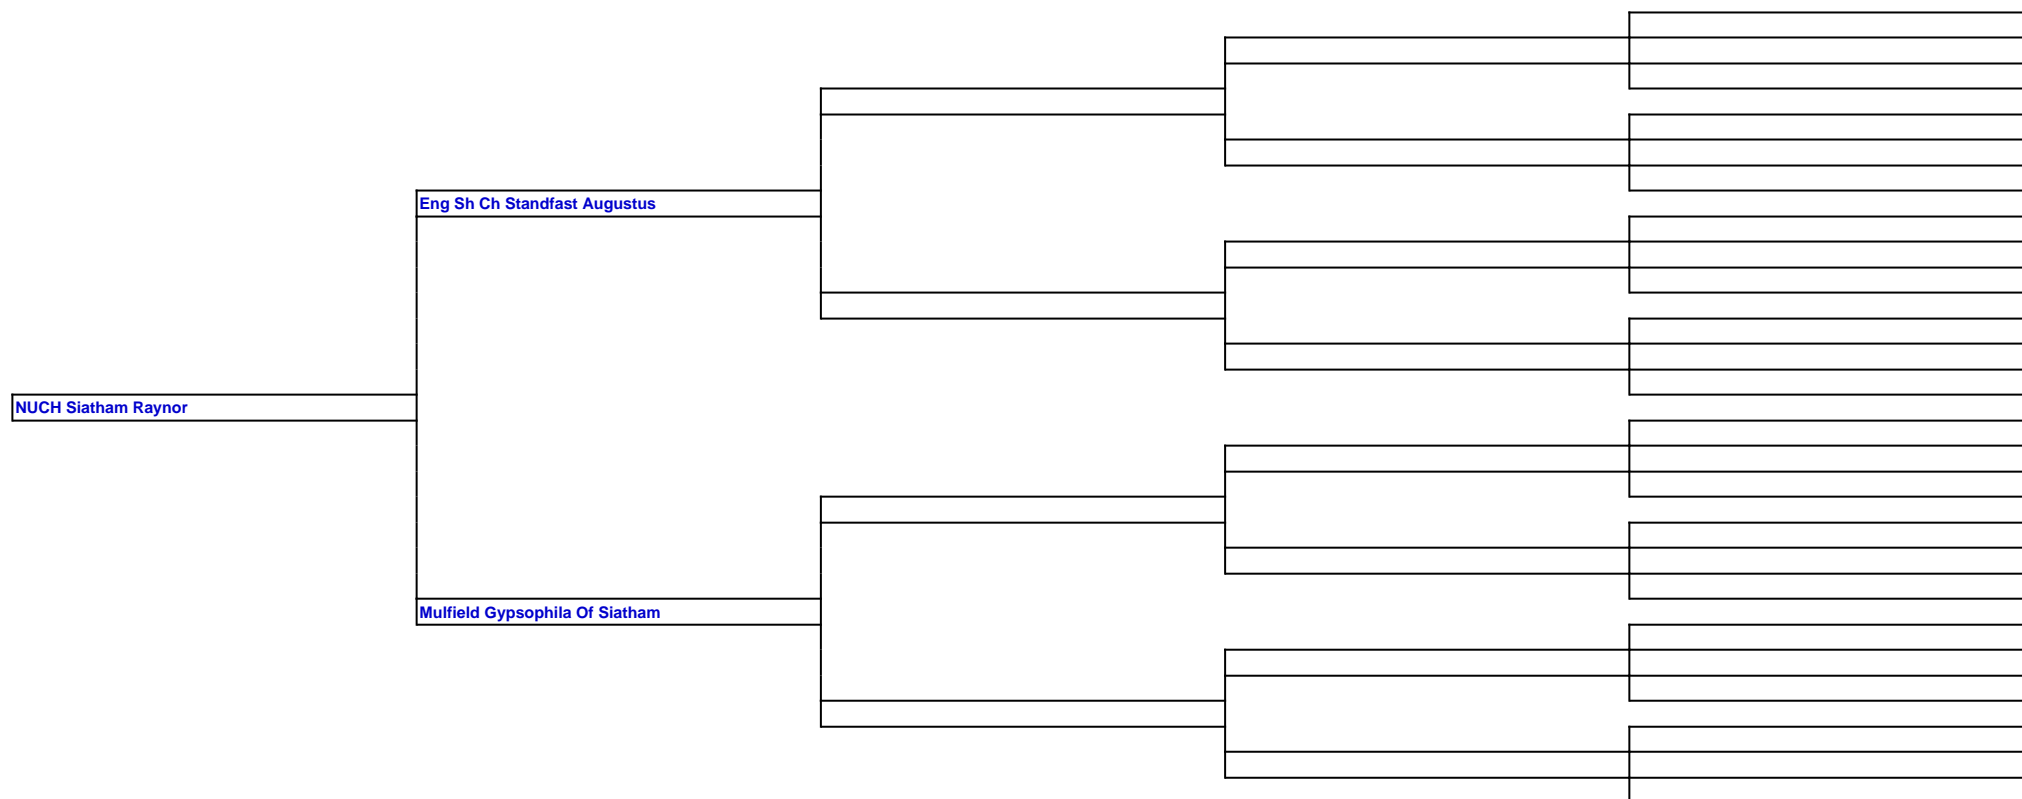 Eng Sh Ch Standfast Augustus
NUCH Siatham Raynor
Mulfield Gypsophila Of Siatham